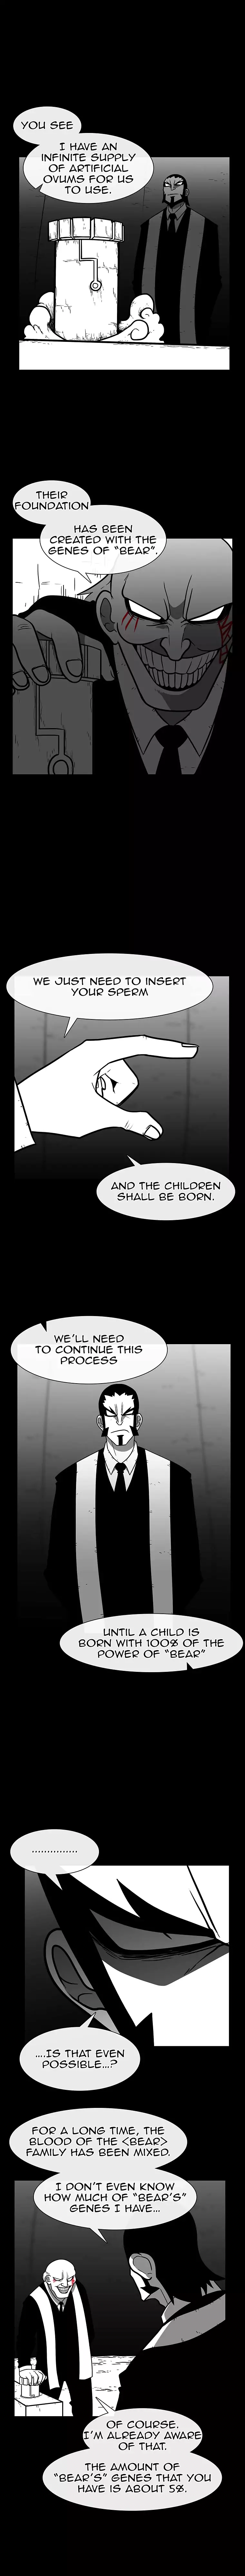 YOU SEE
I HAVE AN
INFINITE SUPPLY
OF ARTIFICIAL
OVUMS FOR US
TO USE.
THEIR
FOUNDATION
HAS BEEN
CREATED WITH THE
GENES OF "BEAR".
WE JUST NEED TO INSERT
YOUR SPERM
AND THE CHILDREN
SHALL BE BORN.
WE'LL NEED
TO CONTINUE THIS
PROCESS
UNTIL A CHILD IS
BORN WITH 100% OF THE
POWER OF "BEAR"
...............
....IS THAT EVEN
POSSIBLE...?
FOR A LONG TIME, THE
BLOOD OF THE <BEAR>
FAMILY HAS BEEN MIXED.
I DON'T EVEN KNOW
HOW MUCH OF "BEAR'S"
GENES I HAVE...
OF COURSE.
I'M ALREADY AWARE
OF THAT.
THE AMOUNT OF
"BEAR'S" GENES THAT YOU
HAVE IS ABOUT 5%.